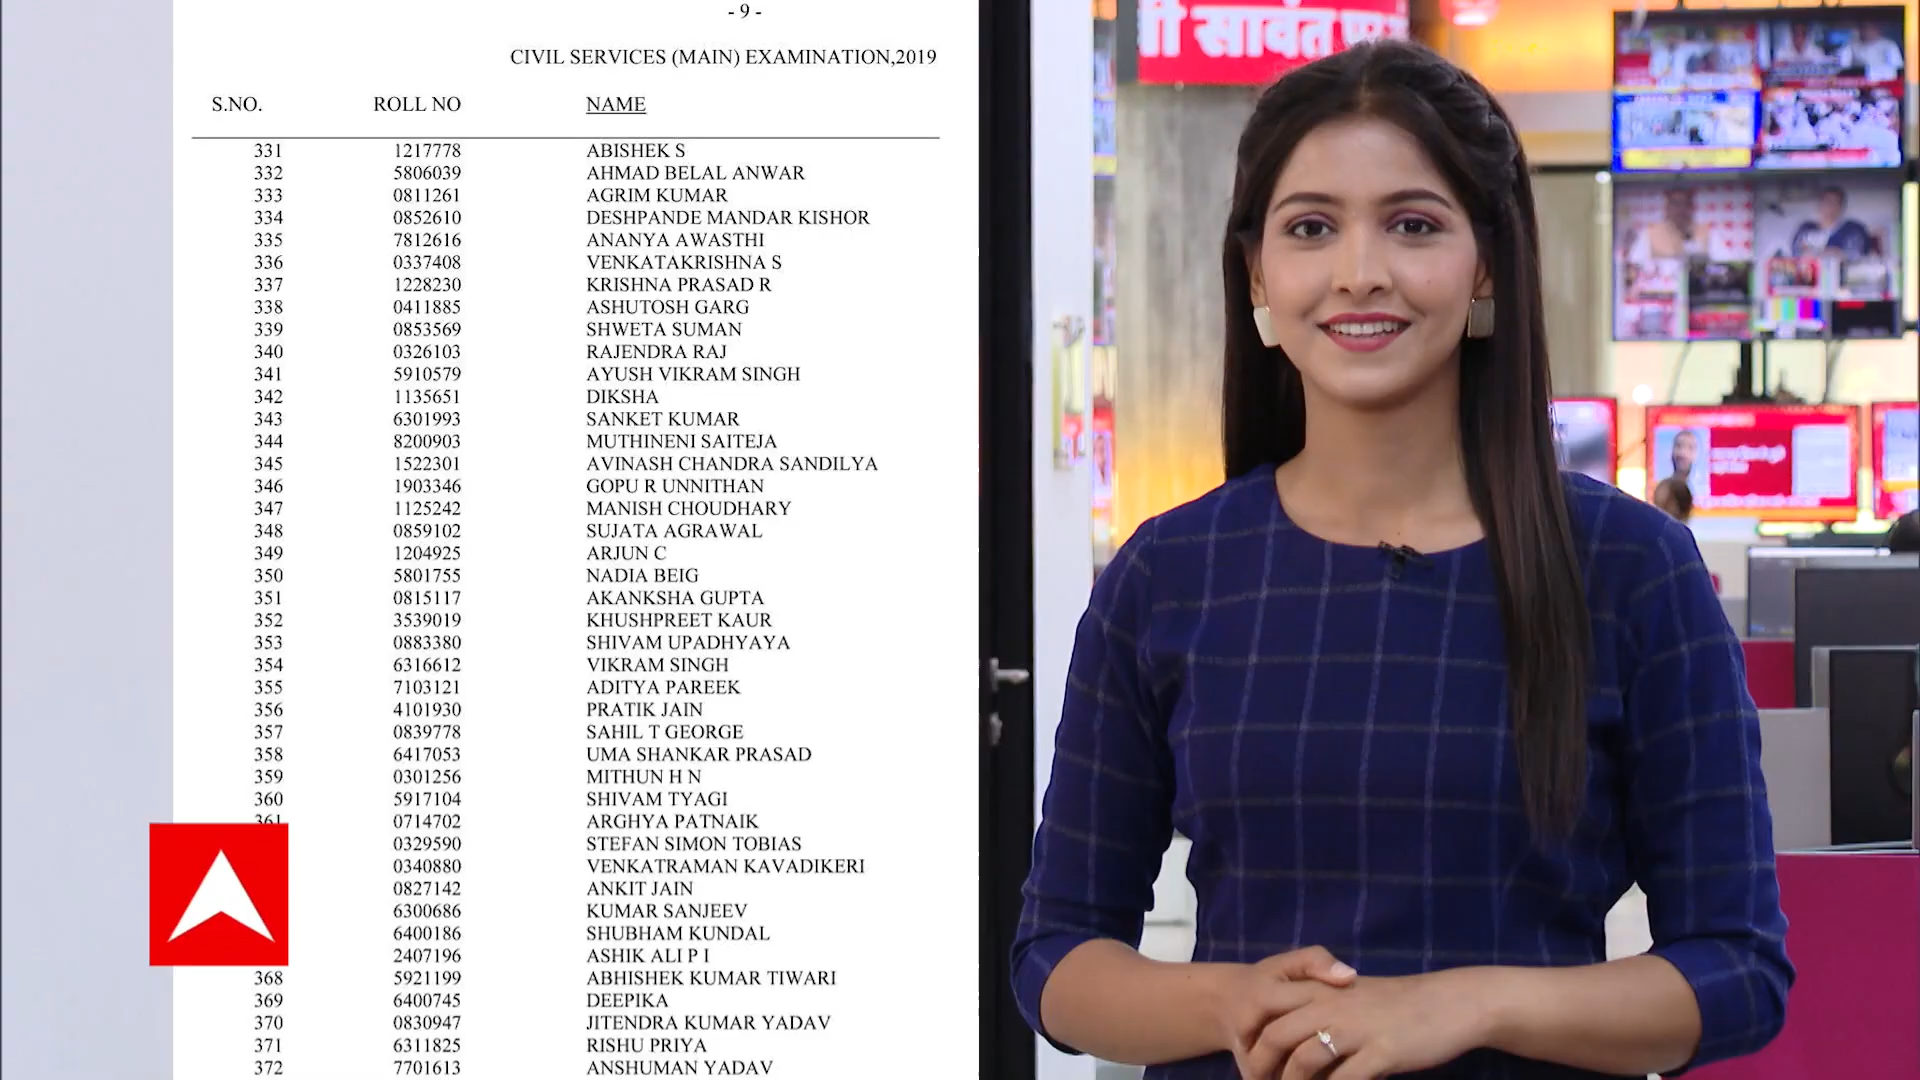 - 9 -
CIVIL SERVICES (MAIN) EXAMINATION,2019
S.NO. ROLL NO NAME
331 1217778 ABISHEK S
332 5806039 AHMAD BELAL ANWAR
333 0811261 AGRIM KUMAR
334 0852610 DESHPANDE MANDAR KISHOR
335 7812616 ANANYA AWASTHI
336 0337408 VENKATAKRISHNA S
337 1228230 KRISHNA PRASAD R
338 0411885 ASHUTOSH GARG
339 0853569 SHWETA SUMAN
340 0326103 RAJENDRA RAJ
341 5910579 AYUSH VIKRAM SINGH
342 1135651 DIKSHA
343 6301993 SANKET KUMAR
344 8200903 MUTHINENI SAITEJA
345 1522301 AVINASH CHANDRA SANDILYA
346 1903346 GOPU R UNNITHAN
347 1125242 MANISH CHOUDHARY
348 0859102 SUJATA AGRAWAL
349 1204925 ARJUN C
350 5801755 NADIA BEIG
351 0815117 AKANKSHA GUPTA
352 3539019 KHUSHPREET KAUR
353 0883380 SHIVAM UPADHYAYA
354 6316612 VIKRAM SINGH
355 7103121 ADITYA PAREEK
356 4101930 PRATIK JAIN
357 0839778 SAHIL T GEORGE
358 6417053 UMA SHANKAR PRASAD
359 0301256 MITHUN H N
360 5917104 SHIVAM TYAGI
361 0714702 ARGHYA PATNAIK
0329590 STEFAN SIMON TOBIAS
0340880 VENKATRAMAN KAVADIKERI
0827142 ANKIT JAIN
6300686 KUMAR SANJEEV
6400186 SHUBHAM KUNDAL
2407196 ASHIK ALI P I
368 5921199 ABHISHEK KUMAR TIWARI
369 6400745 DEEPIKA
370 0830947 JITENDRA KUMAR YADAV
371 6311825 RISHU PRIYA
372 7701613 ANSHUMAN YADAV
सावंत